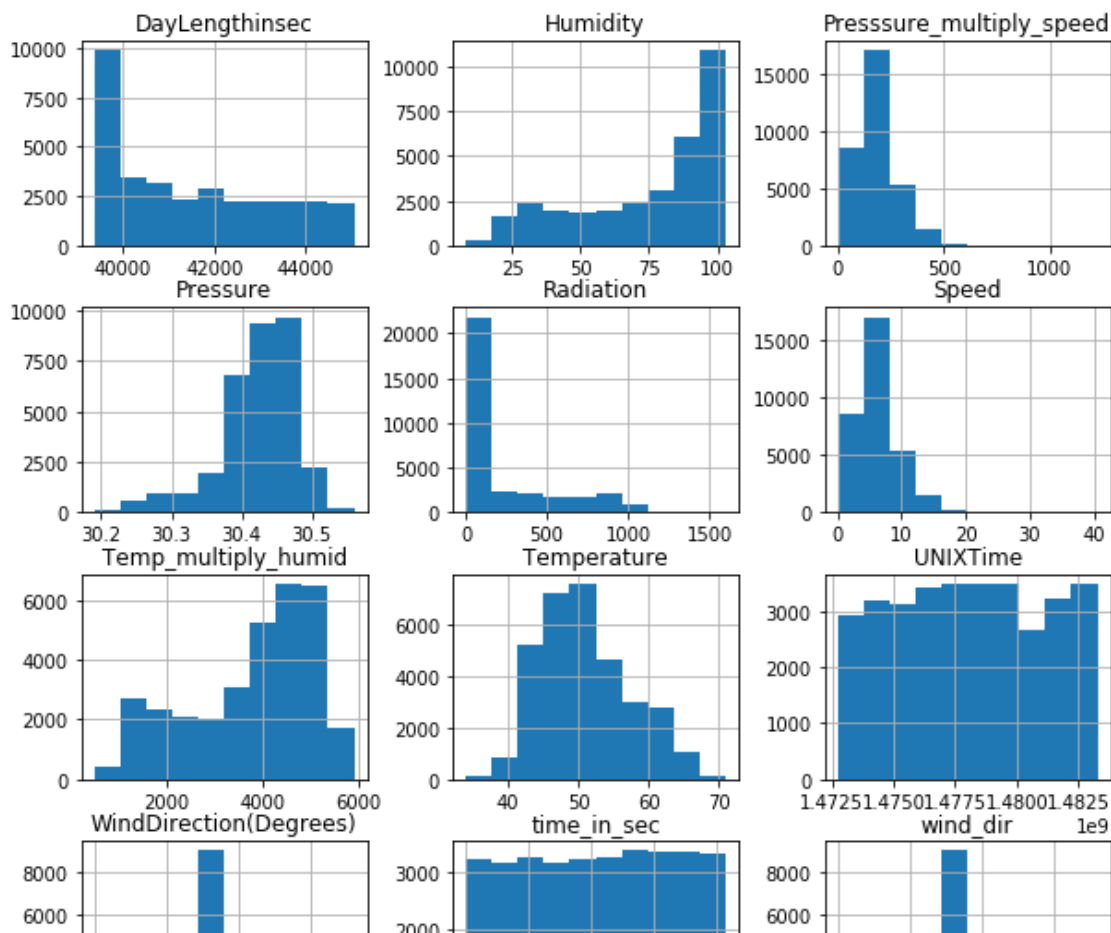 DayLengthinsec
10000
7500
5000
2500
0
40000 42000 44000
Humidity
10000
7500
5000
2500
0
25 50 75 100
Presssure_multiply_speed
15000
10000
5000
0
0 500 1000
Pressure
10000
7500
5000
2500
0
30.2 30.3 30.4 30.5
Radiation
20000
15000
10000
5000
0
0 500 1000 1500
Speed
15000
10000
5000
0
0 10 20 30 40
Temp_multiply_humid
6000
4000
2000
0
2000 4000 6000
Temperature
6000
4000
2000
0
40 50 60 70
UNIXTime
3000
2000
1000
0
1.4725 1.4750 1.4775 1.4800 1.4825
1e9
WindDirection(Degrees)
8000
6000
time_in_sec
3000
2000
wind_dir
8000
6000